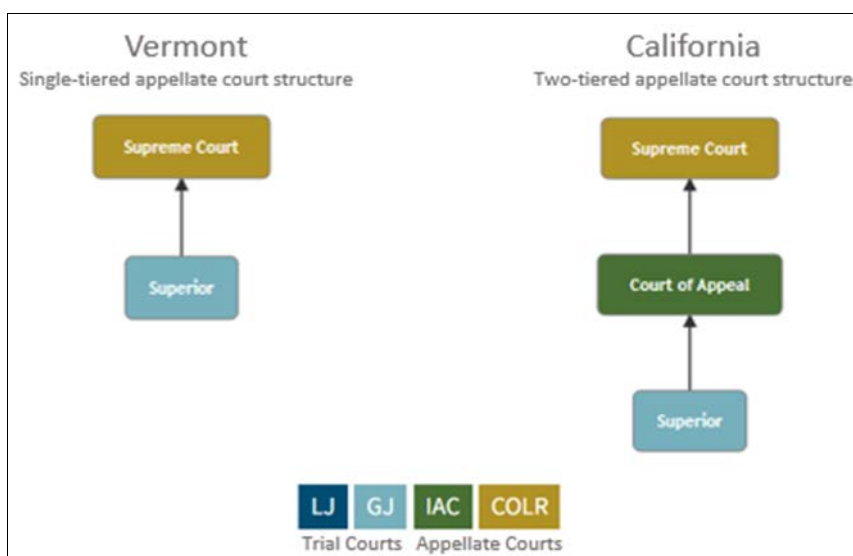 Vermont
Single-tiered appellate court structure
Supreme Court
Superior
California
Two-tiered appellate court structure
Supreme Court
Court of Appeal
Superior
LJ GJ IAC COLR
Trial Courts Appellate Courts